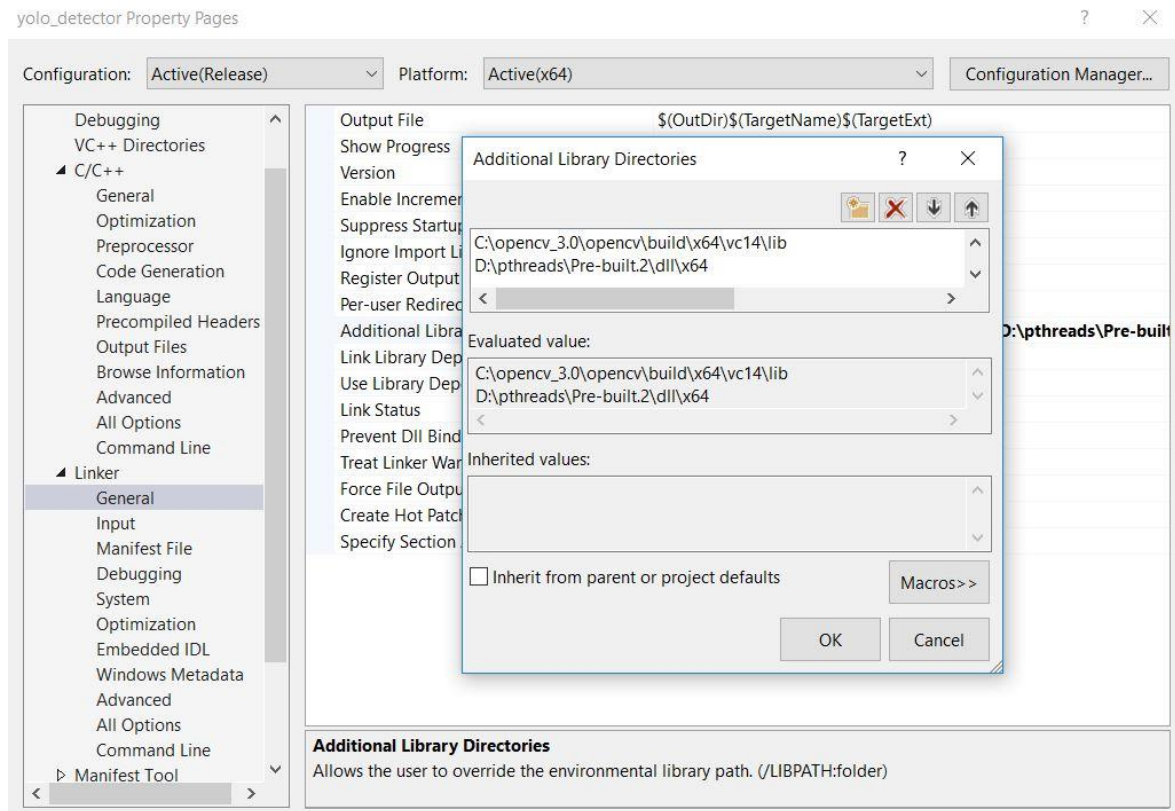 yolo_detector Property Pages
? X
Configuration: Active(Release) Platform: Active(x64) Configuration Manager...
Debugging
VC++ Directories
C/C++
General
Optimization
Preprocessor
Code Generation
Language
Precompiled Headers
Output Files
Browse Information
Advanced
All Options
Command Line
Linker
General
Input
Manifest File
Debugging
System
Optimization
Embedded IDL
Windows Metadata
Advanced
All Options
Command Line
Manifest Tool
Output File $(OutDir)$(TargetName)$(TargetExt)
Show Progress
Version
Enable Incremen
Suppress Startup
Ignore Import Li
Register Output
Per-user Redirec
Additional Libra D:\pthreads\Pre-built
Link Library Dep
Use Library Dep
Link Status
Prevent Dll Bind
Treat Linker War
Force File Outpu
Create Hot Patch
Specify Section
Additional Library Directories
? X
C:\opencv_3.0\opencv\build\x64\vc14\lib
D:\pthreads\Pre-built.2\dll\x64
Evaluated value:
C:\opencv_3.0\opencv\build\x64\vc14\lib
D:\pthreads\Pre-built.2\dll\x64
Inherited values:
Inherit from parent or project defaults
Macros>>
OK Cancel
Additional Library Directories
Allows the user to override the environmental library path. (/LIBPATH:folder)